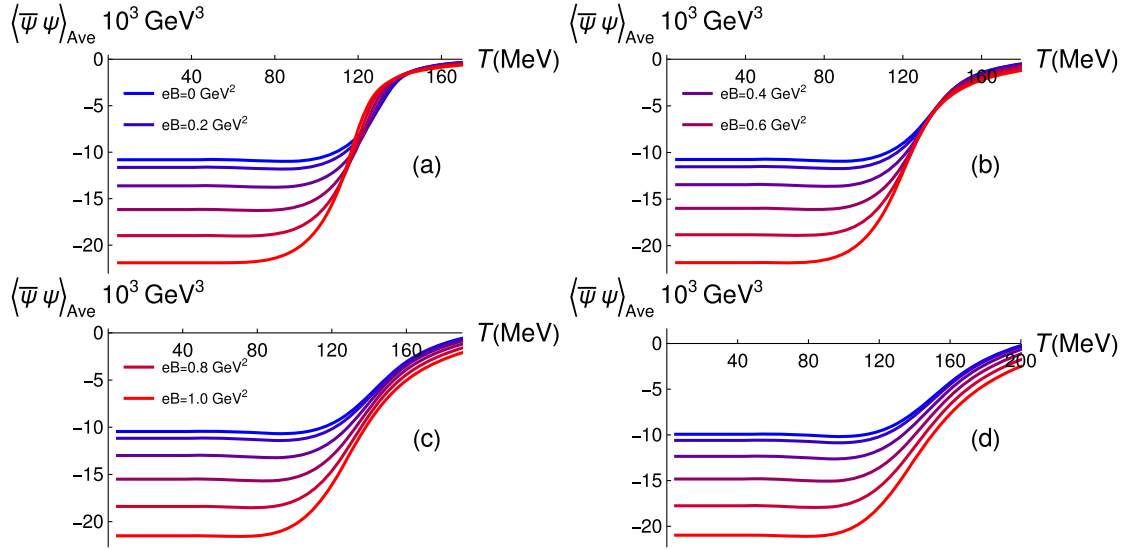 ⟨ψ̅ ψ⟩Ave 10³ GeV³
T(MeV)
40 80 120 160
0
−5
−10
−15
−20
eB=0 GeV²
eB=0.2 GeV²
(a)
⟨ψ̅ ψ⟩Ave 10³ GeV³
T(MeV)
40 80 120 160
0
−5
−10
−15
−20
eB=0.4 GeV²
eB=0.6 GeV²
(b)
⟨ψ̅ ψ⟩Ave 10³ GeV³
T(MeV)
40 80 120 160
0
−5
−10
−15
−20
eB=0.8 GeV²
eB=1.0 GeV²
(c)
⟨ψ̅ ψ⟩Ave 10³ GeV³
T(MeV)
40 80 120 160 200
0
−5
−10
−15
−20
(d)